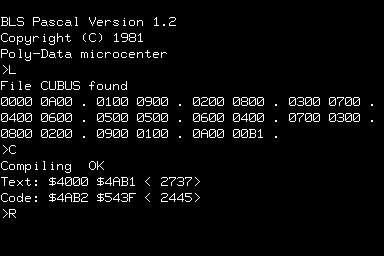 BLS Pascal Version 1.2
Copyright (C) 1981
Poly-Data microcenter
>L
File CUBUS found
0000 0A00 . 0100 0900 . 0200 0800 . 0300 0700 .
0400 0600 . 0500 0500 . 0600 0400 . 0700 0300 .
0800 0200 . 0900 0100 . 0A00 00B1 .
>C
Compiling  OK
Text: $4000 $4AB1 < 2737>
Code: $4AB2 $543F < 2445>
>R